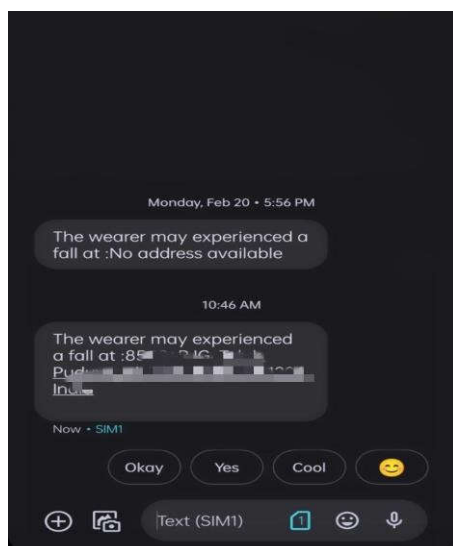 Monday, Feb 20 • 5:56 PM
The wearer may experienced a
fall at :No address available
10:46 AM
The wearer may experienced
a fall at :85
Now • SIM1
Okay Yes Cool
Text (SIM1) 1